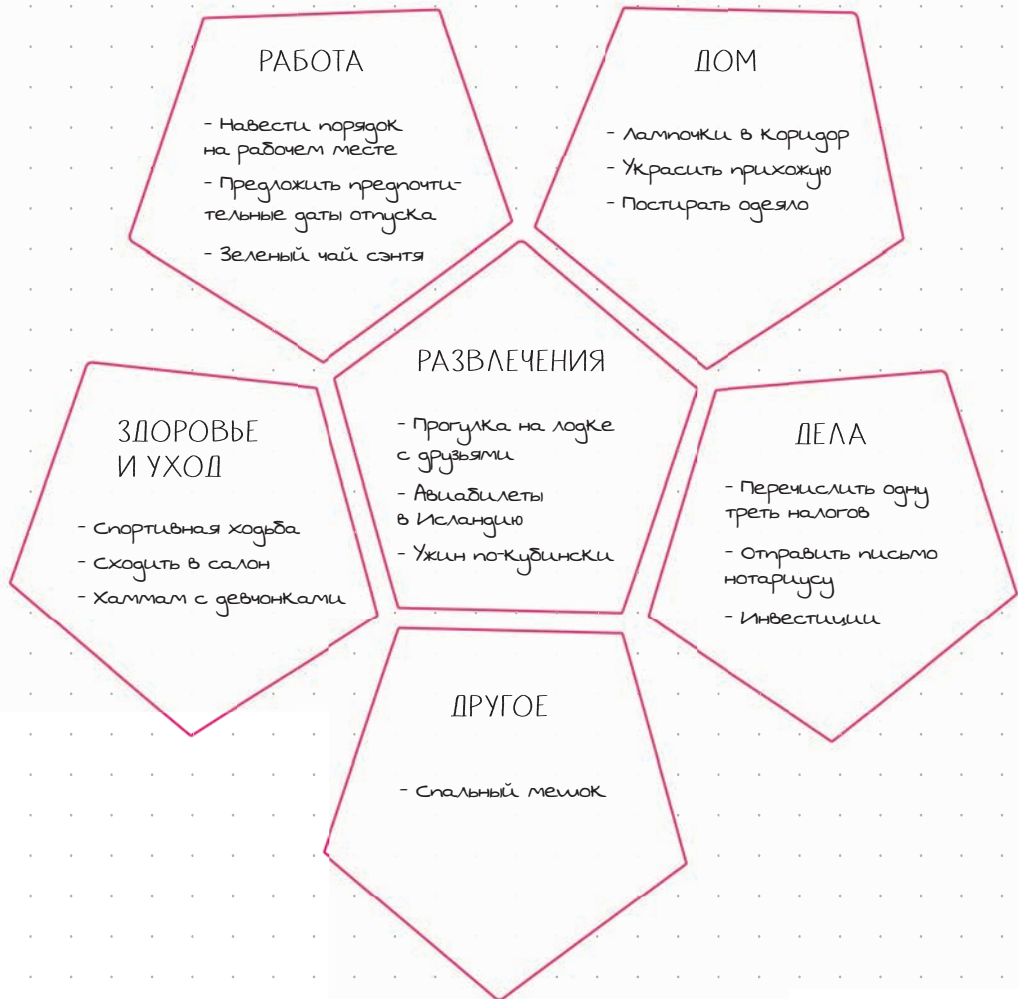 РАБОТА
- Навести порядок
на рабочем месте
- Предложить предпочти-
тельные даты отпуска
- Зеленый чай сэнтя
ДОМ
- Лампочки в коридор
- Украсить прихожую
- Постирать одеяло
РАЗВЛЕЧЕНИЯ
- Прогулка на лодке
с друзьями
- Авиабилеты
в Исландию
- Ужин по-кубински
ЗДОРОВЬЕ
И УХОД
- Спортивная ходьба
- Сходить в салон
- Хаммам с девчонками
ДЕЛА
- Перечислить одну
треть налогов
- Отправить письмо
нотариусу
- Инвестиции
ДРУГОЕ
- Спальный мешок